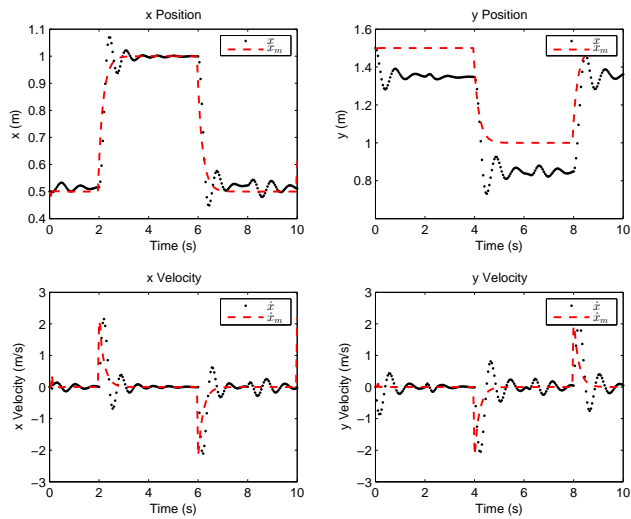 x Position
1.1
1
0.9
0.8
0.7
0.6
0.5
0.4
0 2 4 6 8 10
x (m)
Time (s)
x
x_m
y Position
1.6
1.4
1.2
1
0.8
0 2 4 6 8 10
y (m)
Time (s)
x
x_m
x Velocity
3
2
1
0
−1
−2
−3
0 2 4 6 8 10
x Velocity (m/s)
Time (s)
ẋ
ẋ_m
y Velocity
3
2
1
0
−1
−2
−3
0 2 4 6 8 10
y Velocity (m/s)
Time (s)
ẋ
ẋ_m